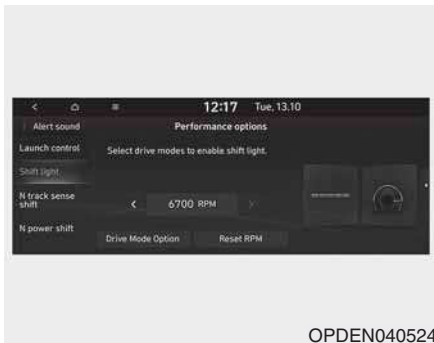 12:17 Tue, 13.10
Alert sound
Performance options
Launch control
Select drive modes to enable shift light.
Shift light
N track sense
shift
6700 RPM
N power shift
Drive Mode Option
Reset RPM
OPDEN040524